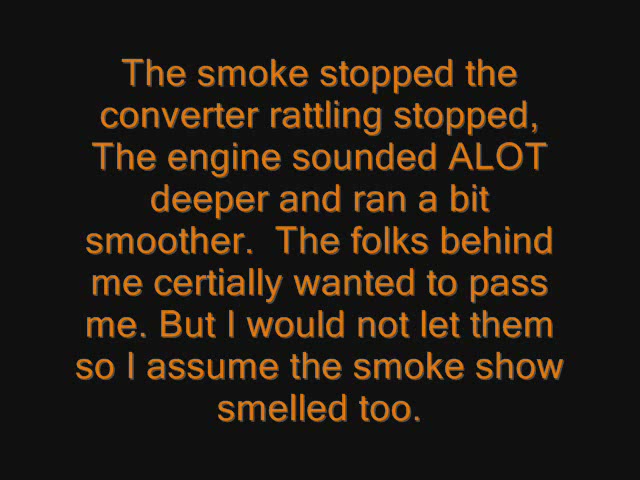 The smoke stopped the
converter rattling stopped,
The engine sounded ALOT
deeper and ran a bit
smoother.  The folks behind
me certially wanted to pass
me. But I would not let them
so I assume the smoke show
smelled too.